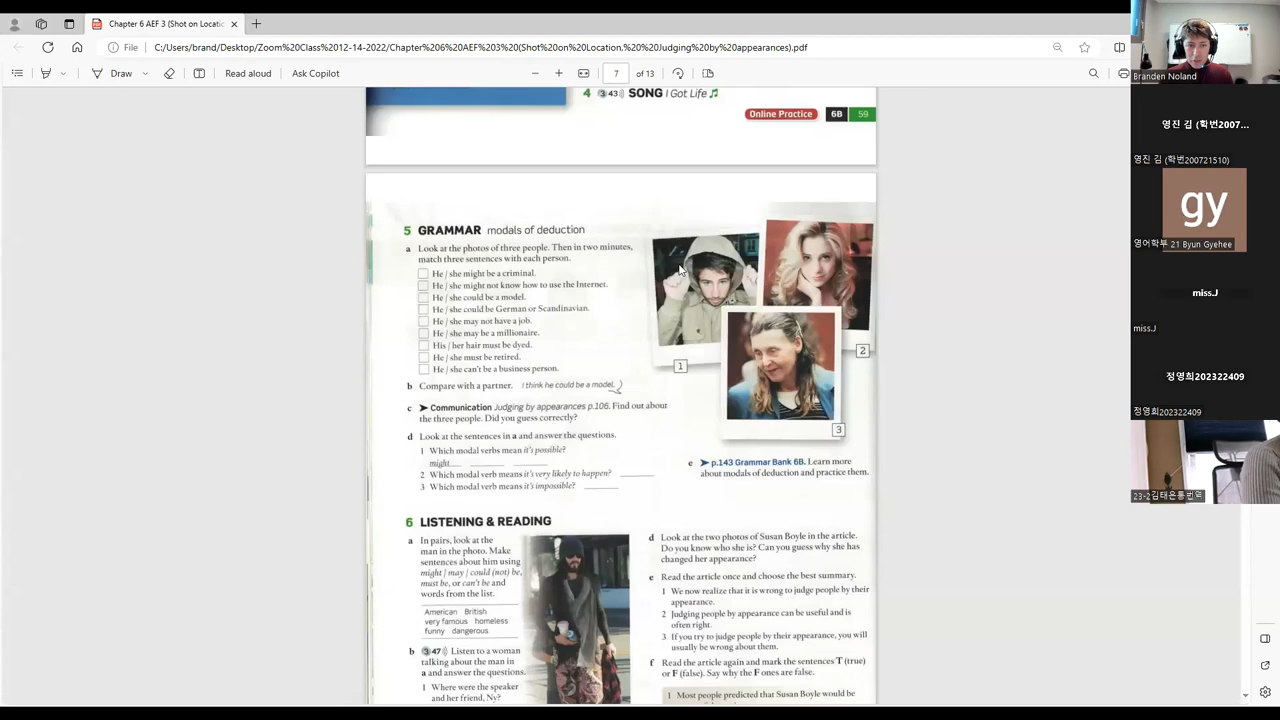 Chapter 6 AEF 3 (Shot on Locatic
File
C:/Users/brand/Desktop/Zoom%20Class%2012-14-2022/Chapter%206%20AEF%203%20(Shot%20on%20Location.%20%20Judging%20by%20appearances).pdf
Draw
Read aloud
Ask Copilot
7 of 13
4 3 43 SONG I Got Life
Online Practice 6B 59
5 GRAMMAR modals of deduction
a Look at the photos of three people. Then in two minutes,
match three sentences with each person.
He / she might be a criminal.
He / she might not know how to use the Internet.
He / she could be a model.
He / she could be German or Scandinavian.
He / she may not have a job.
He / she may be a millionaire.
His / her hair must be dyed.
He / she must be retired.
He / she can't be a business person.
1
2
3
b Compare with a partner. I think he could be a model.
c Communication Judging by appearances p.106. Find out about
the three people. Did you guess correctly?
d Look at the sentences in a and answer the questions.
1 Which modal verbs mean it's possible?
might
2 Which modal verb means it's very likely to happen?
3 Which modal verb means it's impossible?
e p.143 Grammar Bank 6B. Learn more
about modals of deduction and practice them.
6 LISTENING & READING
a In pairs, look at the
man in the photo. Make
sentences about him using
might / may / could (not) be,
must be, or can't be and
words from the list.
American British
very famous homeless
funny dangerous
b 3 47 Listen to a woman
talking about the man in
a and answer the questions.
1 Where were the speaker
and her friend, Ny?
d Look at the two photos of Susan Boyle in the article.
Do you know who she is? Can you guess why she has
changed her appearance?
e Read the article once and choose the best summary.
1 We now realize that it is wrong to judge people by their
appearance.
2 Judging people by appearance can be useful and is
often right.
3 If you try to judge people by their appearance, you will
usually be wrong about them.
f Read the article again and mark the sentences T (true)
or F (false). Say why the F ones are false.
1 Most people predicted that Susan Boyle would be
Branden Noland
영진 김 (학번2007...
영진 김 (학번200721510)
gy
영어학부 21 Byun Gyehee
miss.J
miss.J
정영희202322409
정영희202322409
23-2김태은통번역